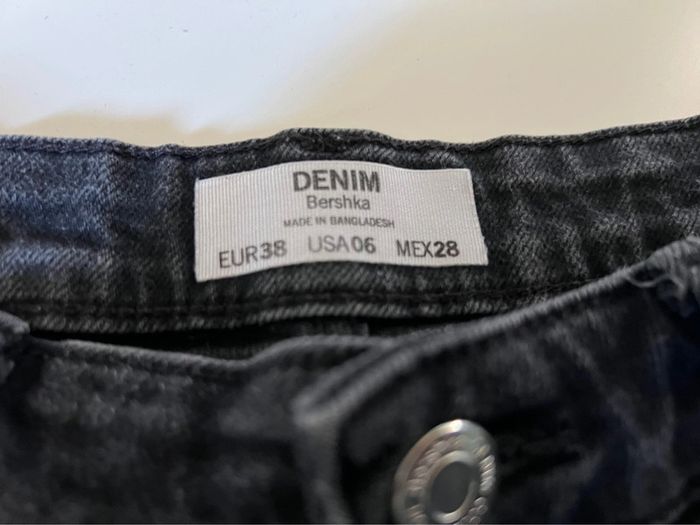 DENIM
Bershka
MADE IN BANGLADESH
EUR38 USA06 MEX28